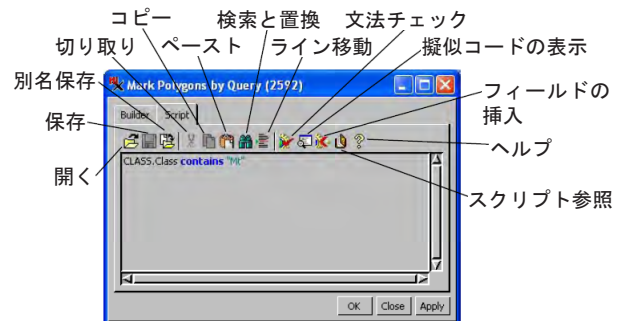 コピー
検索と置換
文法チェック
切り取り
ペースト
ライン移動
擬似コードの表示
別名保存
Mark Polygons by Query (2592)
フィールドの
挿入
保存
Builder
Script
ヘルプ
開く
CLASS.Class contains "Mt"
スクリプト参照
OK
Close
Apply